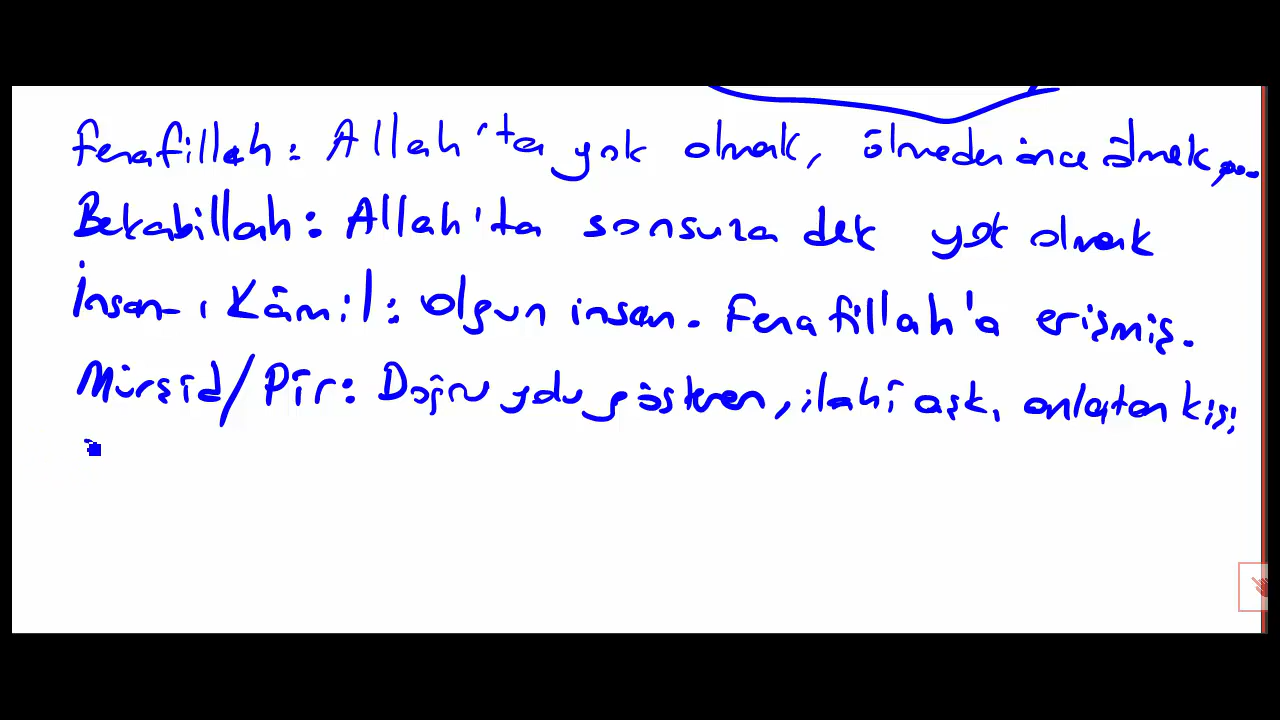 Fenafillah: Allah'ta yok olmak, ölmeden önce ölmek,...
Bekabillah: Allah'ta sonsuza dek yok olmak
İnsan-ı Kâmil: Olgun insan. Fenafillah'a erişmiş.
Mürşid/Pîr: Doğru yolu gösteren, ilahî aşkı anlatan kişi